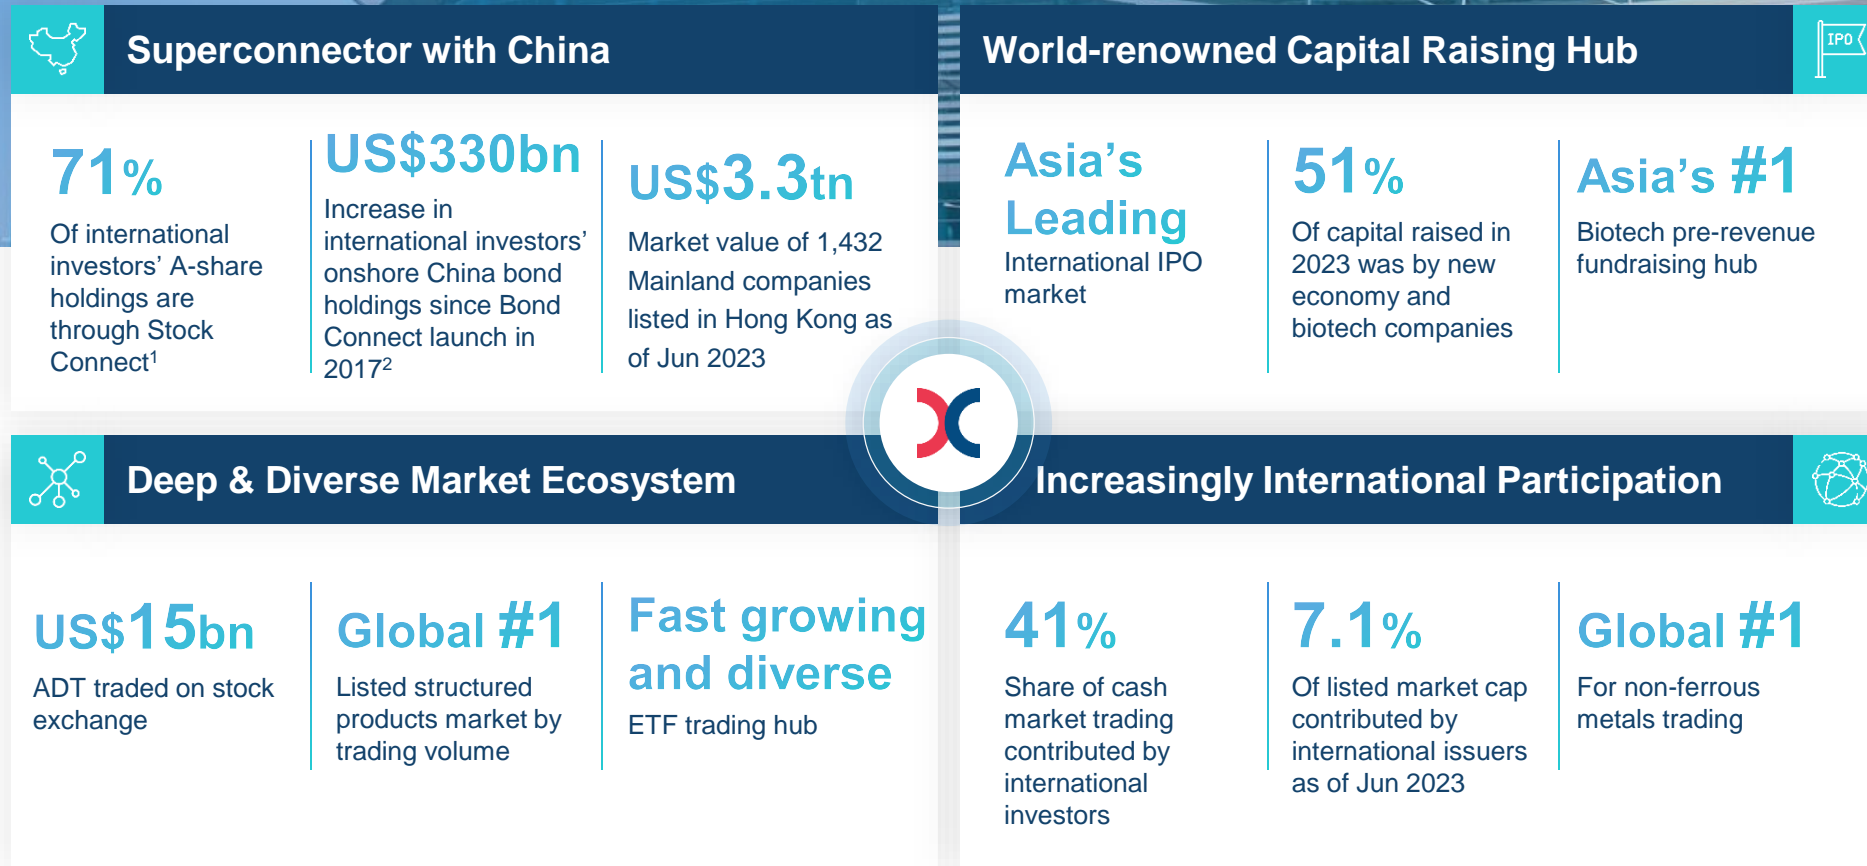 Superconnector with China
71%
Of international
investors’ A-share
holdings are
through Stock
Connect1
US$330bn
Increase in
international investors’
onshore China bond
holdings since Bond
Connect launch in
20172
US$3.3tn
Market value of 1,432
Mainland companies
listed in Hong Kong as
of Jun 2023
World-renowned Capital Raising Hub
IPO
Asia’s
Leading
International IPO
market
51%
Of capital raised in
2023 was by new
economy and
biotech companies
Asia’s #1
Biotech pre-revenue
fundraising hub
Deep & Diverse Market Ecosystem
US$15bn
ADT traded on stock
exchange
Global #1
Listed structured
products market by
trading volume
Fast growing
and diverse
ETF trading hub
Increasingly International Participation
41%
Share of cash
market trading
contributed by
international
investors
7.1%
Of listed market cap
contributed by
international issuers
as of Jun 2023
Global #1
For non-ferrous
metals trading